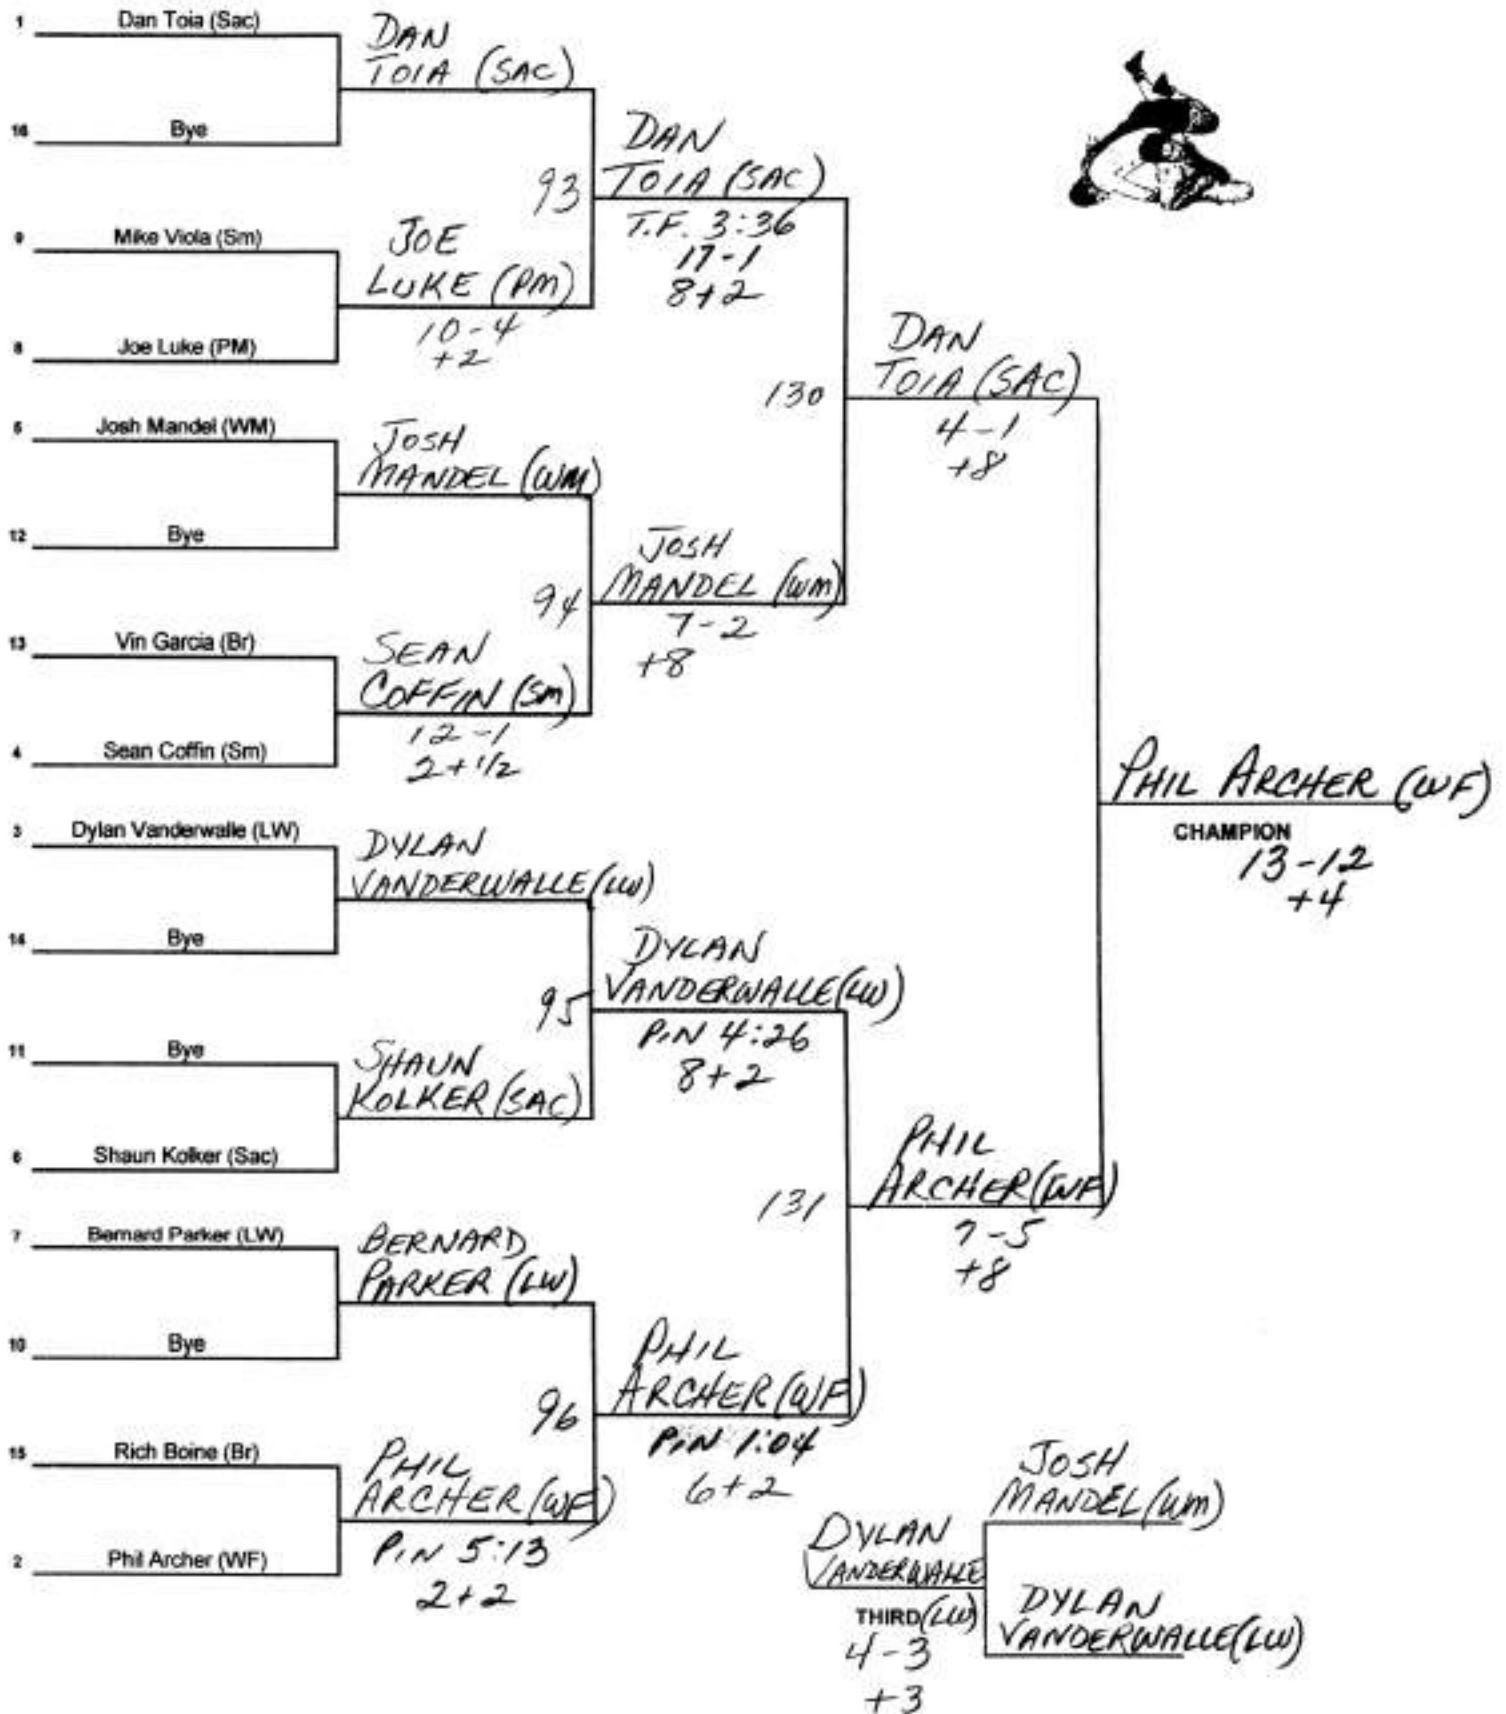 1 Dan Toia (Sac)
16 Bye
9 Mike Viola (Sm)
8 Joe Luke (PM)
5 Josh Mandel (WM)
12 Bye
13 Vin Garcia (Br)
4 Sean Coffin (Sm)
3 Dylan Vanderwalle (LW)
14 Bye
11 Bye
6 Shaun Kolker (Sac)
7 Bernard Parker (LW)
10 Bye
15 Rich Boine (Br)
2 Phil Archer (WF)
DAN
TOIA (SAC)
JOE
LUKE (PM)
10-4
+2
JOSH
MANDEL (WM)
SEAN
COFFIN (SM)
12-1
2+1/2
DYLAN
VANDERWALLE (LW)
SHAUN
KOLKER (SAC)
BERNARD
PARKER (LW)
PHIL
ARCHER (WF)
PIN 5:13
2+2
93
DAN
TOIA (SAC)
T.F. 3:36
17-1
8+2
94
JOSH
MANDEL (WM)
7-2
+8
95
DYLAN
VANDERWALLE (LW)
PIN 4:26
8+2
96
PHIL
ARCHER (WF)
PIN 1:04
6+2
130
DAN
TOIA (SAC)
4-1
+8
131
PHIL
ARCHER (WF)
7-5
+8
PHIL ARCHER (WF)
CHAMPION
13-12
+4
JOSH
MANDEL (WM)
DYLAN
VANDERWALLE (LW)
DYLAN
VANDERWALLE
THIRD (LW)
4-3
+3